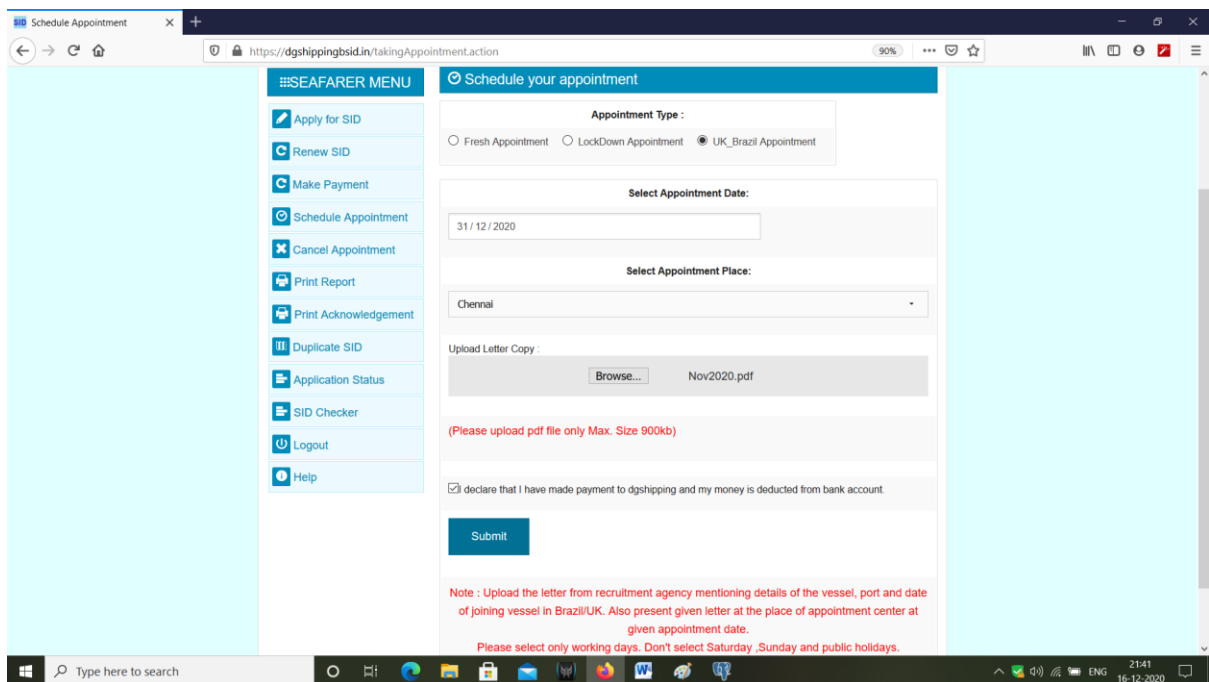 SID Schedule Appointment
https://dgshippingbsid.in/takingAppointment.action
90%
SEAFARER MENU
Apply for SID
Renew SID
Make Payment
Schedule Appointment
Cancel Appointment
Print Report
Print Acknowledgement
Duplicate SID
Application Status
SID Checker
Logout
Help
Schedule your appointment
Appointment Type :
Fresh Appointment LockDown Appointment UK_Brazil Appointment
Select Appointment Date:
31 / 12 / 2020
Select Appointment Place:
Chennai
Upload Letter Copy :
Browse... Nov2020.pdf
(Please upload pdf file only Max. Size 900kb)
I declare that I have made payment to dgshipping and my money is deducted from bank account.
Submit
Note : Upload the letter from recruitment agency mentioning details of the vessel, port and date
of joining vessel in Brazil/UK. Also present given letter at the place of appointment center at
given appointment date.
Please select only working days. Don't select Saturday ,Sunday and public holidays.
Type here to search
ENG
21:41
16-12-2020